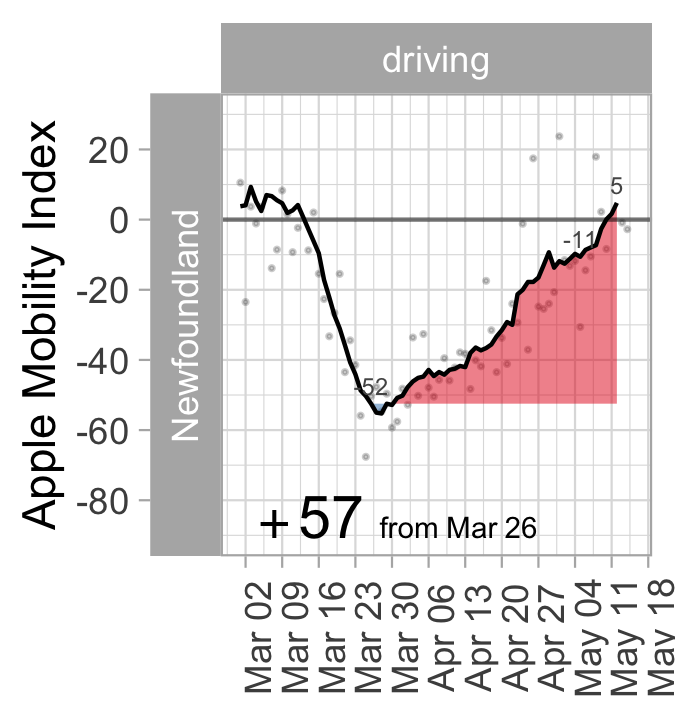 driving
Apple Mobility Index
Newfoundland
20
0
-20
-40
-60
-80
5
-11
-52
+57 from Mar 26
Mar 02
Mar 09
Mar 16
Mar 23
Mar 30
Apr 06
Apr 13
Apr 20
Apr 27
May 04
May 11
May 18